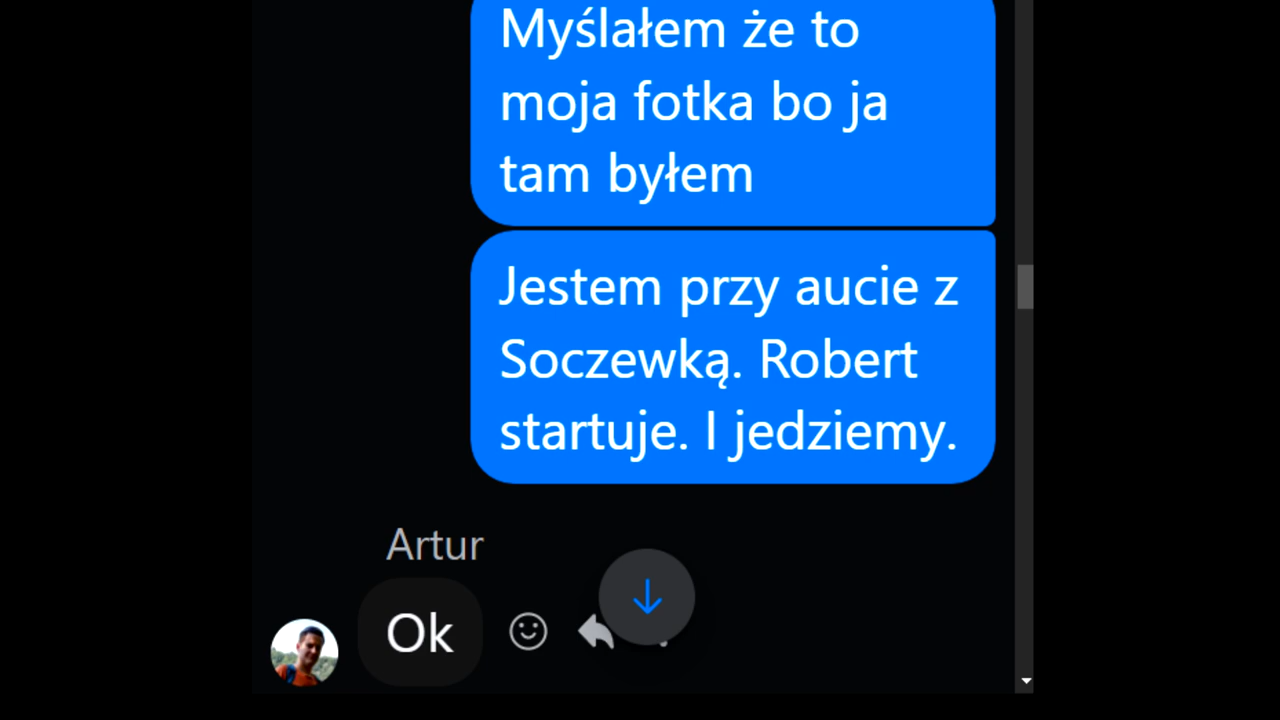 Myślałem że to
moja fotka bo ja
tam byłem
Jestem przy aucie z
Soczewką. Robert
startuje. I jedziemy.
Artur
Ok